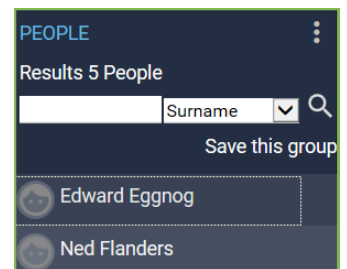 PEOPLE
Results 5 People
Surname
Save this group
Edward Eggnog
Ned Flanders